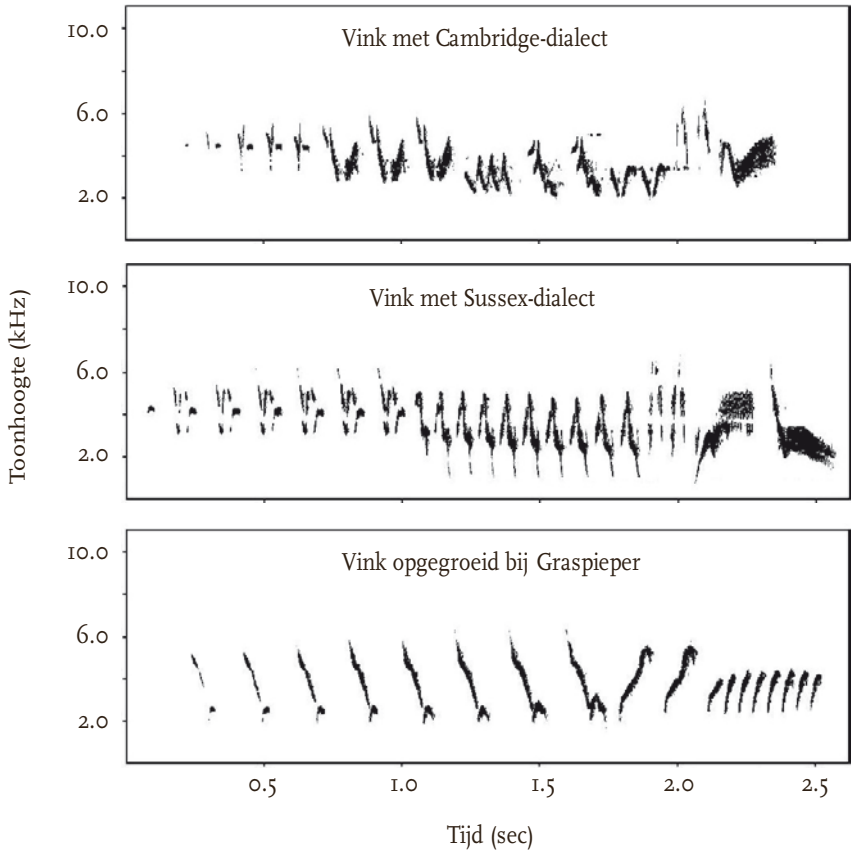 Vink met Cambridge-dialect
10.0
6.0
2.0
Vink met Sussex-dialect
10.0
6.0
2.0
Toonhoogte (kHz)
Vink opgegroeid bij Graspieper
10.0
6.0
2.0
0.5 1.0 1.5 2.0 2.5
Tijd (sec)